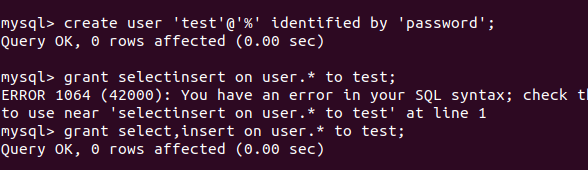 mysql> create user 'test'@'%' identified by 'password';
Query OK, 0 rows affected (0.00 sec)
mysql> grant selectinsert on user.* to test;
ERROR 1064 (42000): You have an error in your SQL syntax; check th
to use near 'selectinsert on user.* to test' at line 1
mysql> grant select,insert on user.* to test;
Query OK, 0 rows affected (0.00 sec)